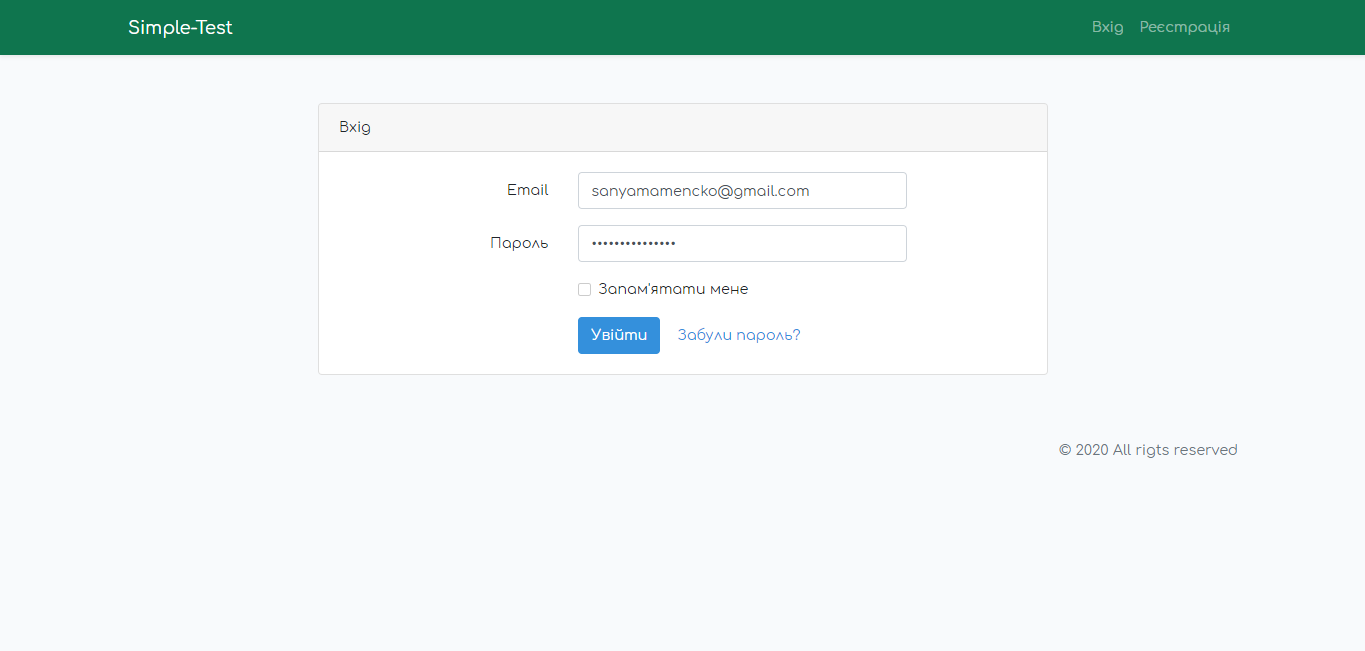 Simple-Test
Вхід Реєстрація
Вхід
Email sanyamamencko@gmail.com
Пароль •••••••••••••••
Запам'ятати мене
Увійти Забули пароль?
© 2020 All rigts reserved